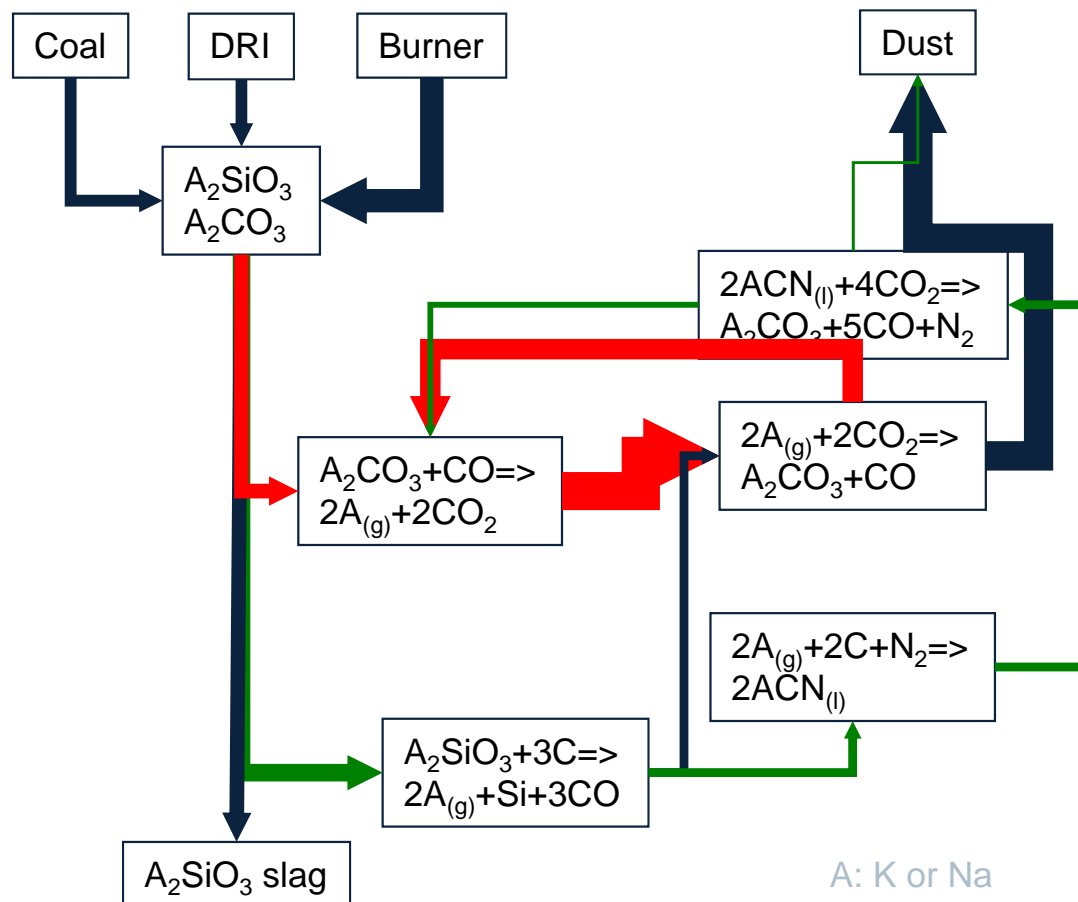 Coal
DRI
Burner
Dust
A₂SiO₃
A₂CO₃
2ACN₍ₗ₎+4CO₂=>
A₂CO₃+5CO+N₂
A₂CO₃+CO=>
2A₍g₎+2CO₂
2A₍g₎+2CO₂=>
A₂CO₃+CO
2A₍g₎+2C+N₂=>
2ACN₍ₗ₎
A₂SiO₃+3C=>
2A₍g₎+Si+3CO
A₂SiO₃ slag
A: K or Na